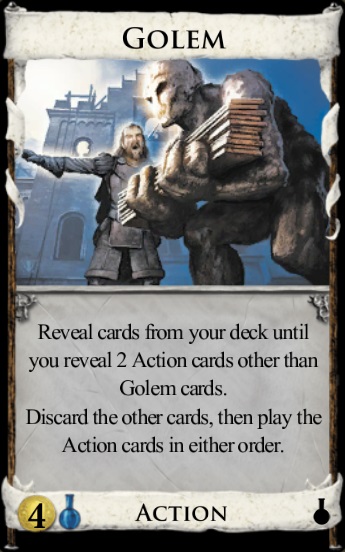 GOLEM
Reveal cards from your deck until
you reveal 2 Action cards other than
Golem cards.
Discard the other cards, then play the
Action cards in either order.
4 ACTION